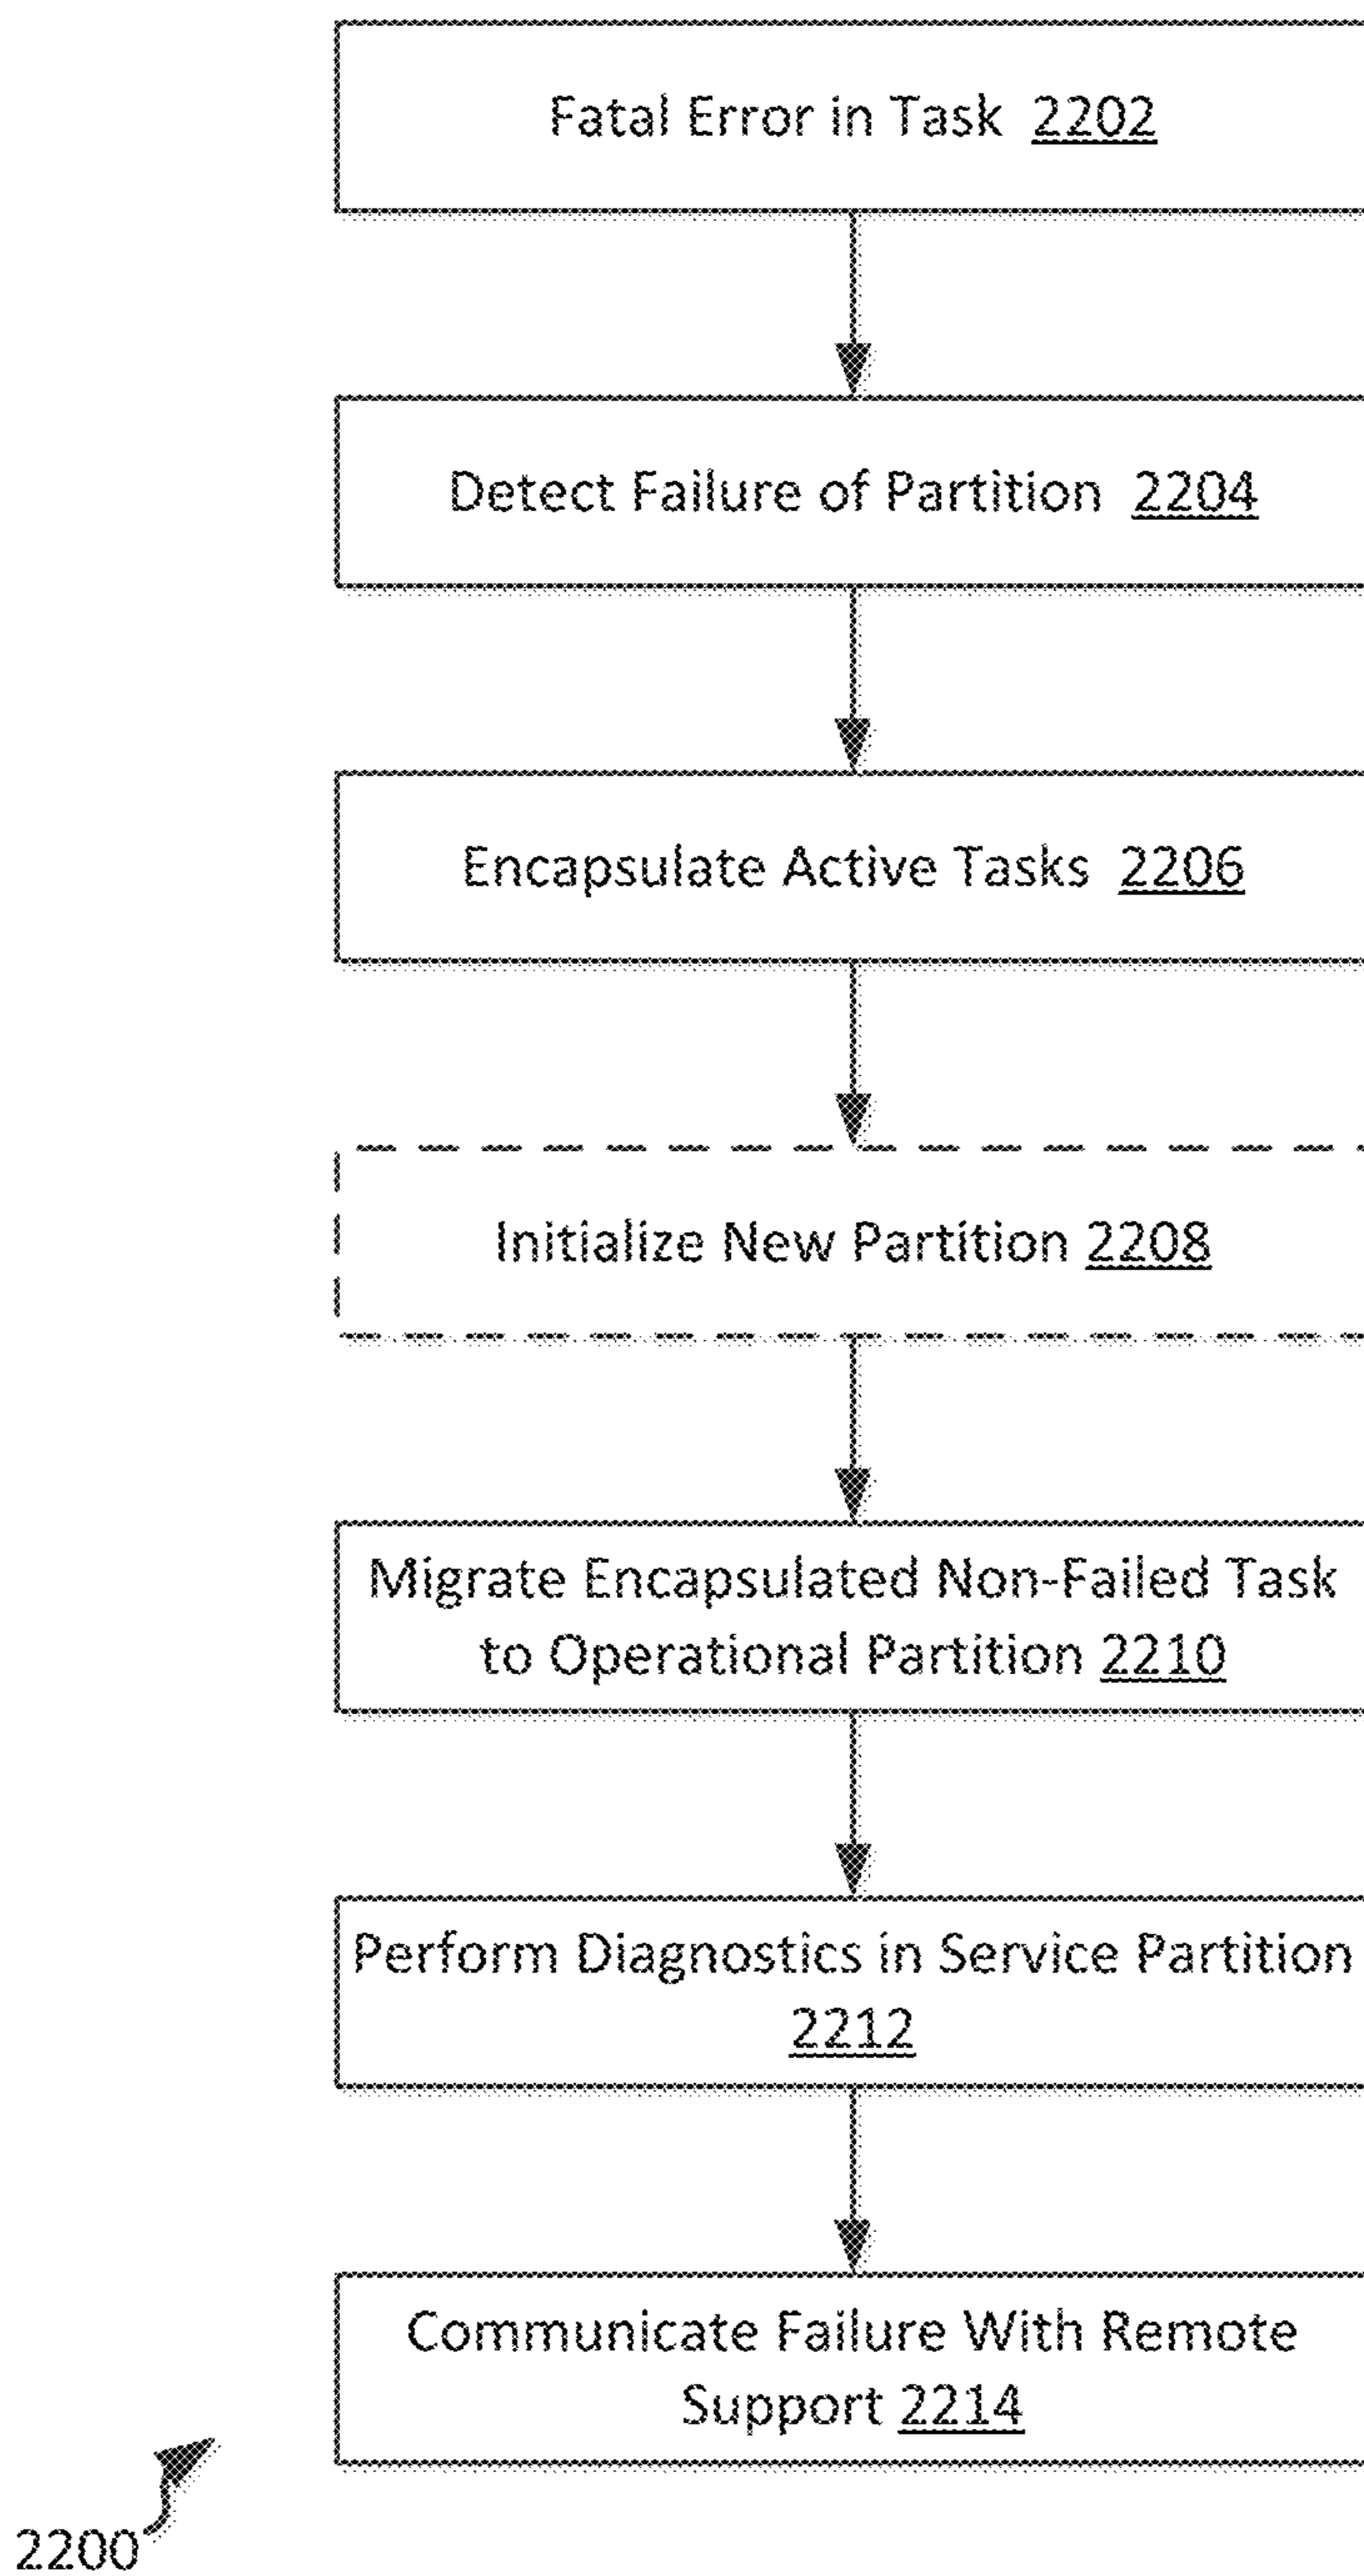 Fatal Error in Task 2202
Detect Failure of Partition 2204
Encapsulate Active Tasks 2206
Initialize New Partition 2208
Migrate Encapsulated Non-Failed Task
to Operational Partition 2210
Perform Diagnostics in Service Partition
2212
Communicate Failure With Remote
Support 2214
2200